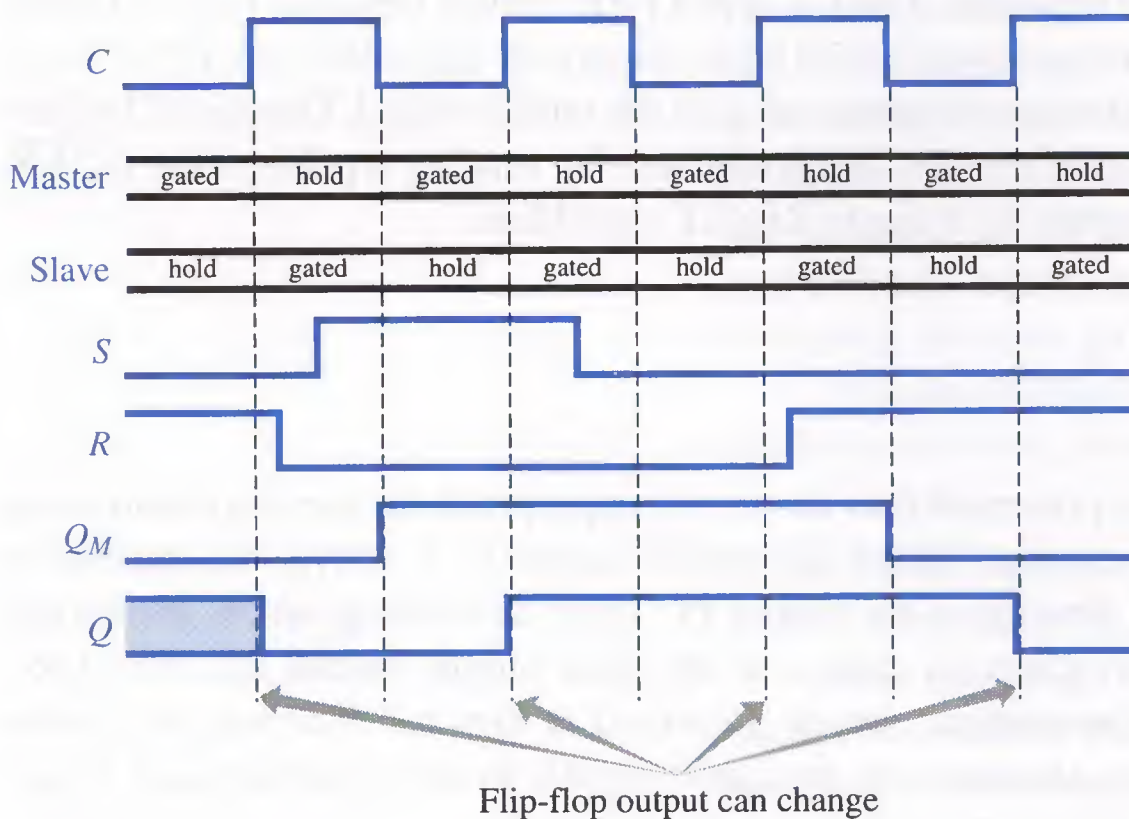 C
Master gated hold gated hold gated hold gated hold
Slave hold gated hold gated hold gated hold gated
S
R
Q_M
Q
Flip-flop output can change